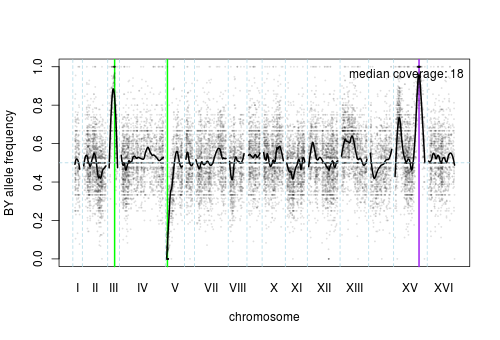 median coverage: 18
BY allele frequency
1.0
0.8
0.6
0.4
0.2
0.0
I II III IV V VII VIII X XI XII XIII XV XVI
chromosome